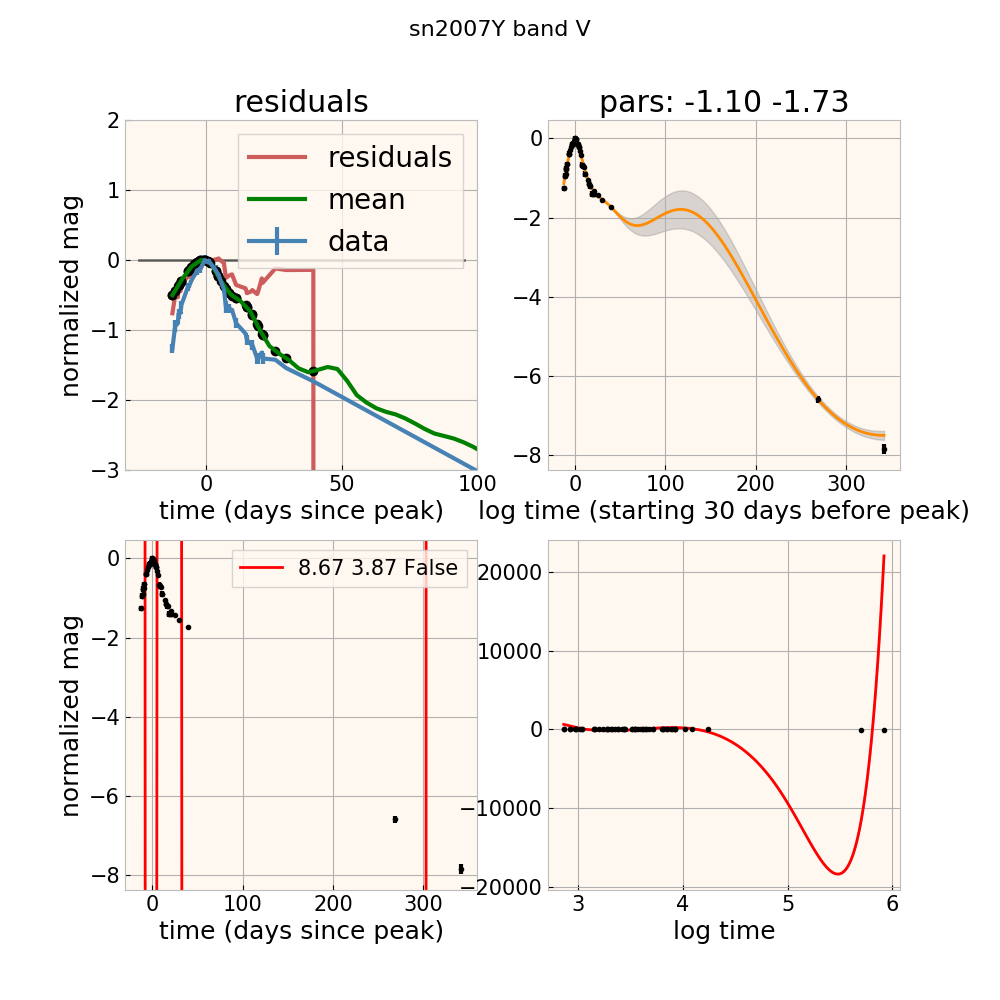 sn2007Y band V
residuals
pars: -1.10 -1.73
2
1
0
−1
−2
−3
normalized mag
residuals
mean
data
0
50
100
time (days since peak)
0
−2
−4
−6
−8
0
100
200
300
log time (starting 30 days before peak)
0
−2
−4
−6
−8
normalized mag
8.67 3.87 False
0
100
200
300
time (days since peak)
20000
10000
0
−10000
−20000
3
4
5
6
log time